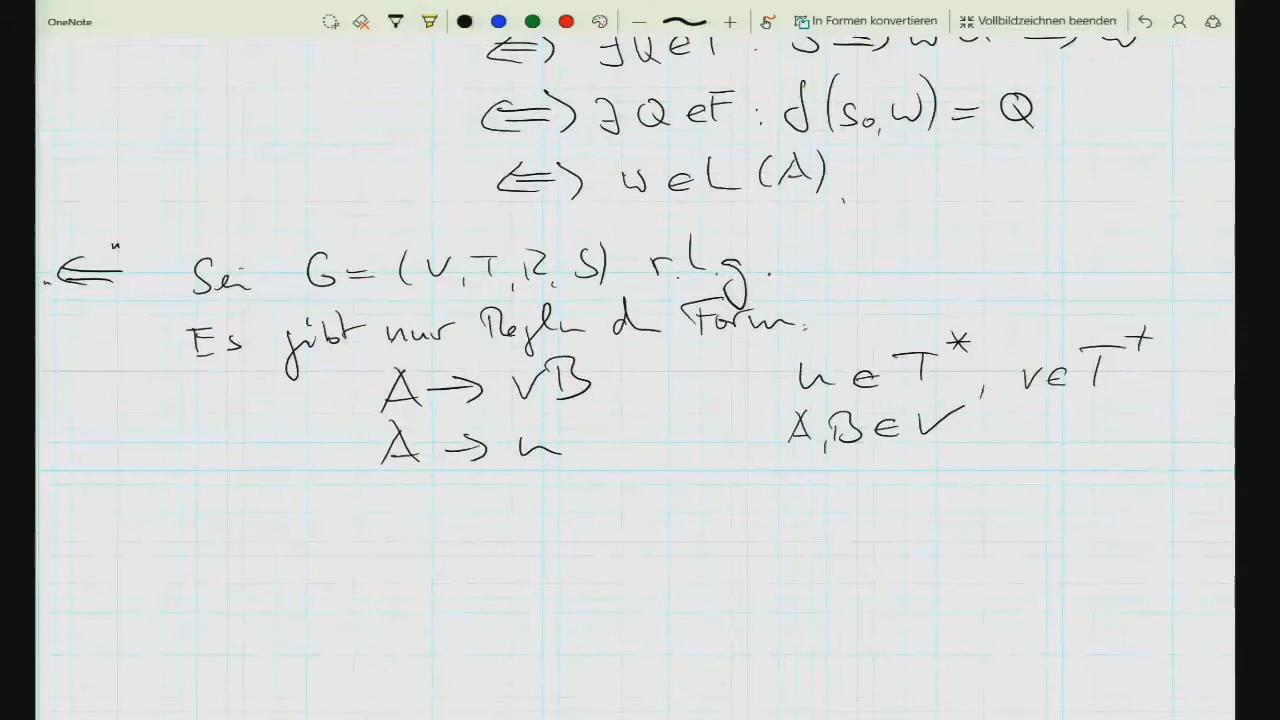 OneNote
In Formen konvertieren
Vollbildzeichnen beenden
⟺ ∃Q∈F : δ(s₀,w) = Q
⟺ w∈L(A).
"⟸" Sei G=(V,T,R,S) r.l.g.
Es gibt nur Regeln d Form:
A → vB u∈T*, v∈T⁺
A → u A,B∈V